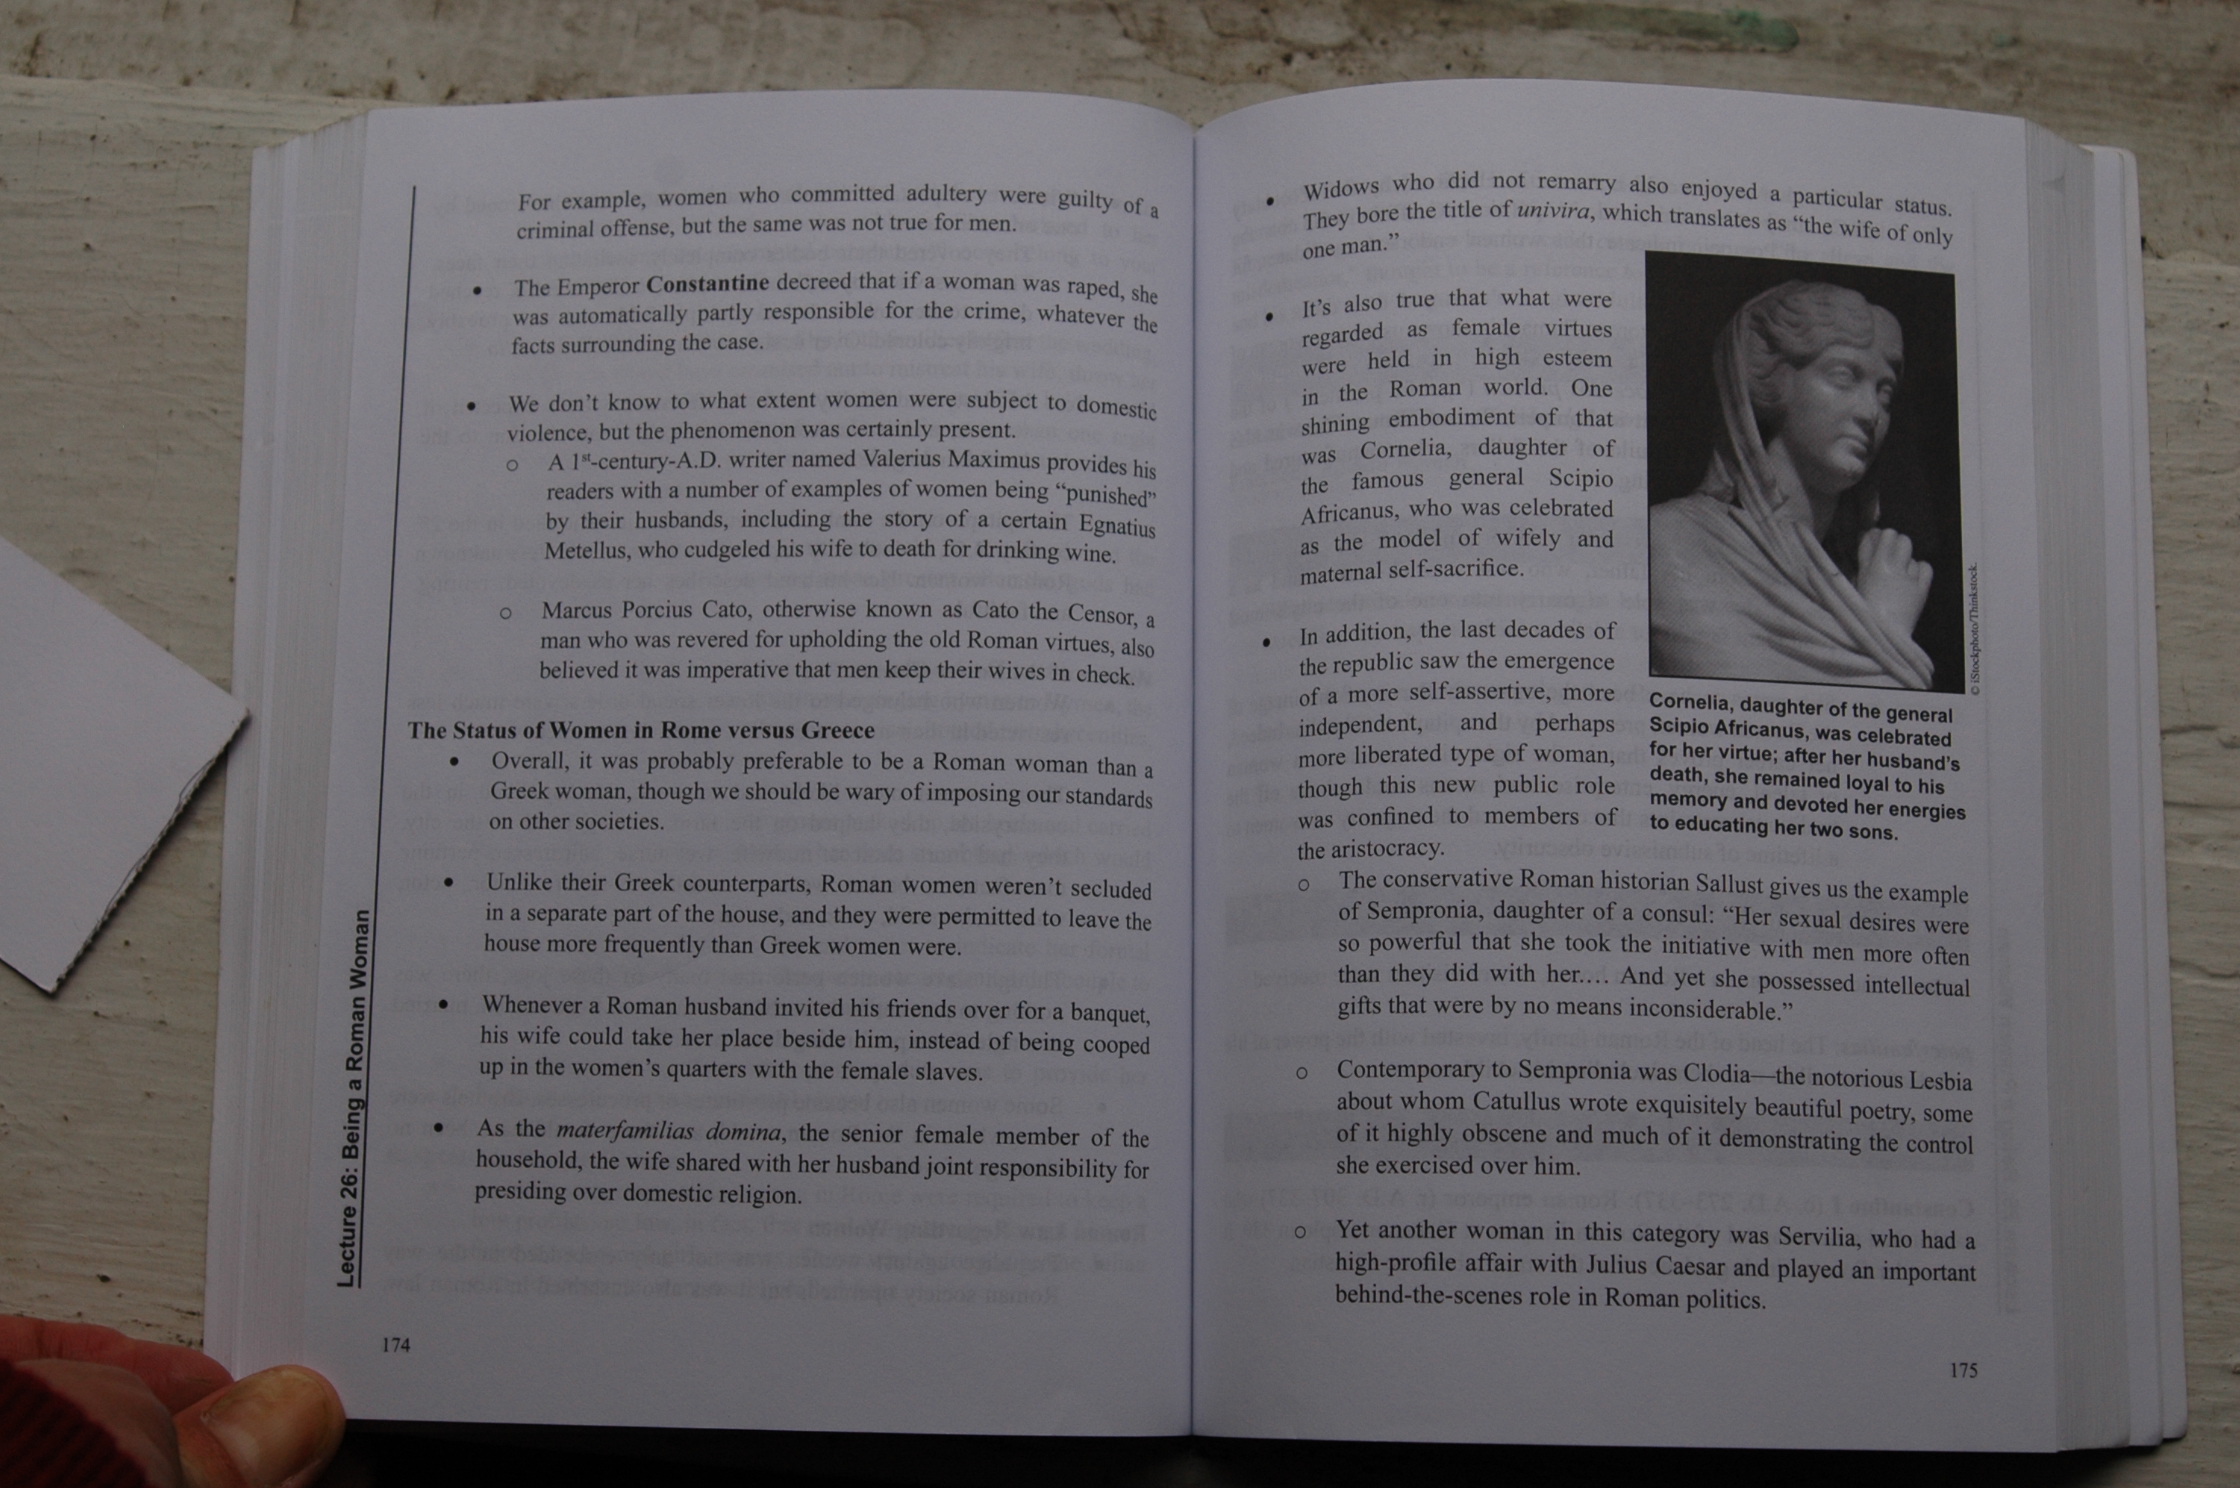 For example, women who committed adultery were guilty of a
criminal offense, but the same was not true for men.
• The Emperor Constantine decreed that if a woman was raped, she
was automatically partly responsible for the crime, whatever the
facts surrounding the case.
• We don't know to what extent women were subject to domestic
violence, but the phenomenon was certainly present.
○ A 1st-century-A.D. writer named Valerius Maximus provides his
readers with a number of examples of women being “punished”
by their husbands, including the story of a certain Egnatius
Metellus, who cudgeled his wife to death for drinking wine.
○ Marcus Porcius Cato, otherwise known as Cato the Censor, a
man who was revered for upholding the old Roman virtues, also
believed it was imperative that men keep their wives in check.
The Status of Women in Rome versus Greece
• Overall, it was probably preferable to be a Roman woman than a
Greek woman, though we should be wary of imposing our standards
on other societies.
• Unlike their Greek counterparts, Roman women weren't secluded
in a separate part of the house, and they were permitted to leave the
house more frequently than Greek women were.
• Whenever a Roman husband invited his friends over for a banquet,
his wife could take her place beside him, instead of being cooped
up in the women's quarters with the female slaves.
• As the materfamilias domina, the senior female member of the
household, the wife shared with her husband joint responsibility for
presiding over domestic religion.
Lecture 26: Being a Roman Woman
174
• Widows who did not remarry also enjoyed a particular status.
They bore the title of univira, which translates as “the wife of only
one man.”
• It's also true that what were
regarded as female virtues
were held in high esteem
in the Roman world. One
shining embodiment of that
was Cornelia, daughter of
the famous general Scipio
Africanus, who was celebrated
as the model of wifely and
maternal self-sacrifice.
• In addition, the last decades of
the republic saw the emergence
of a more self-assertive, more
independent, and perhaps
more liberated type of woman,
though this new public role
was confined to members of
the aristocracy.
© iStockphoto/Thinkstock.
Cornelia, daughter of the general
Scipio Africanus, was celebrated
for her virtue; after her husband's
death, she remained loyal to his
memory and devoted her energies
to educating her two sons.
○ The conservative Roman historian Sallust gives us the example
of Sempronia, daughter of a consul: “Her sexual desires were
so powerful that she took the initiative with men more often
than they did with her.… And yet she possessed intellectual
gifts that were by no means inconsiderable.”
○ Contemporary to Sempronia was Clodia—the notorious Lesbia
about whom Catullus wrote exquisitely beautiful poetry, some
of it highly obscene and much of it demonstrating the control
she exercised over him.
○ Yet another woman in this category was Servilia, who had a
high-profile affair with Julius Caesar and played an important
behind-the-scenes role in Roman politics.
175